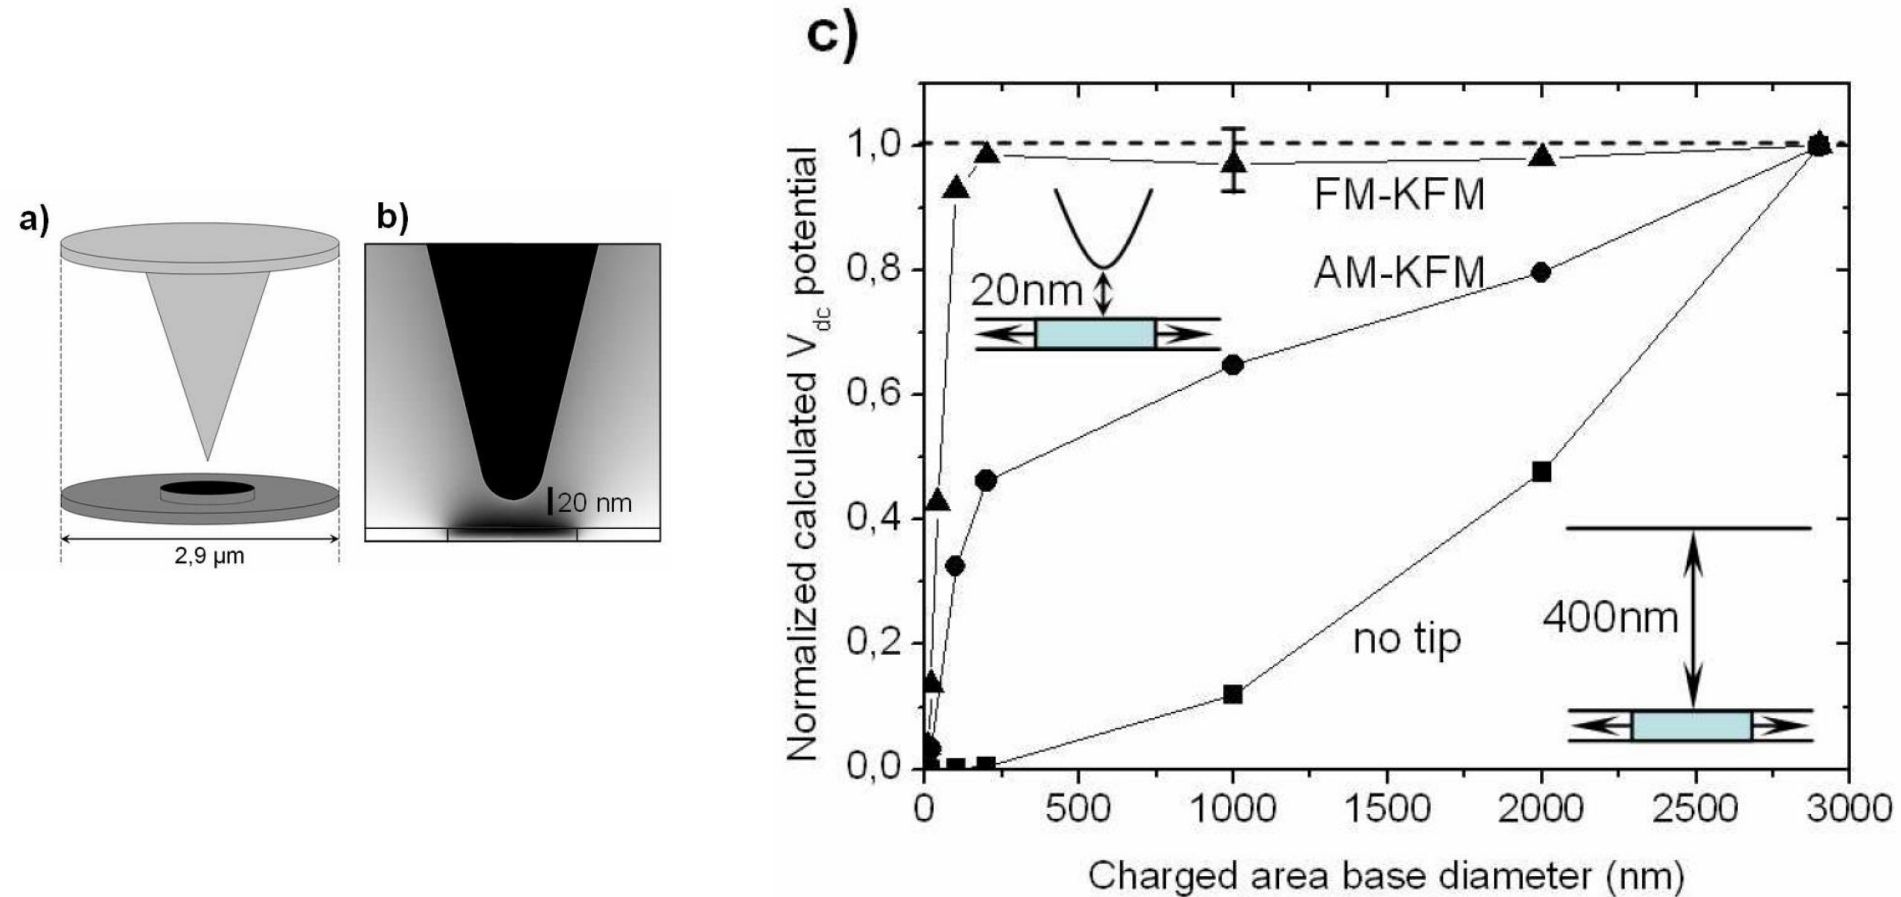 a)
2,9 µm
b)
20 nm
c)
Normalized calculated Vdc potential
1,0
0,8
0,6
0,4
0,2
0,0
FM-KFM
AM-KFM
20nm
no tip
400nm
0 500 1000 1500 2000 2500 3000
Charged area base diameter (nm)